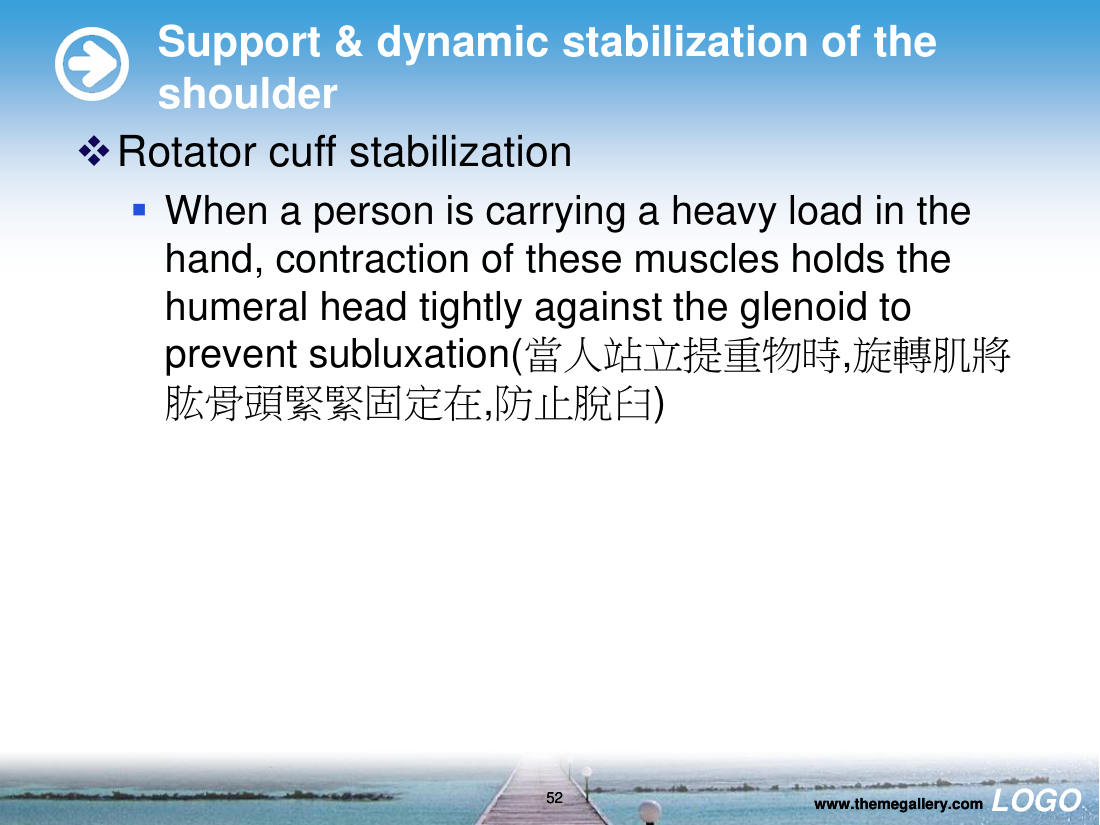 Support & dynamic stabilization of the
shoulder
Rotator cuff stabilization
When a person is carrying a heavy load in the
hand, contraction of these muscles holds the
humeral head tightly against the glenoid to
prevent subluxation(當人站立提重物時,旋轉肌將
肱骨頭緊緊固定在,防止脫臼)
52
www.themegallery.com LOGO